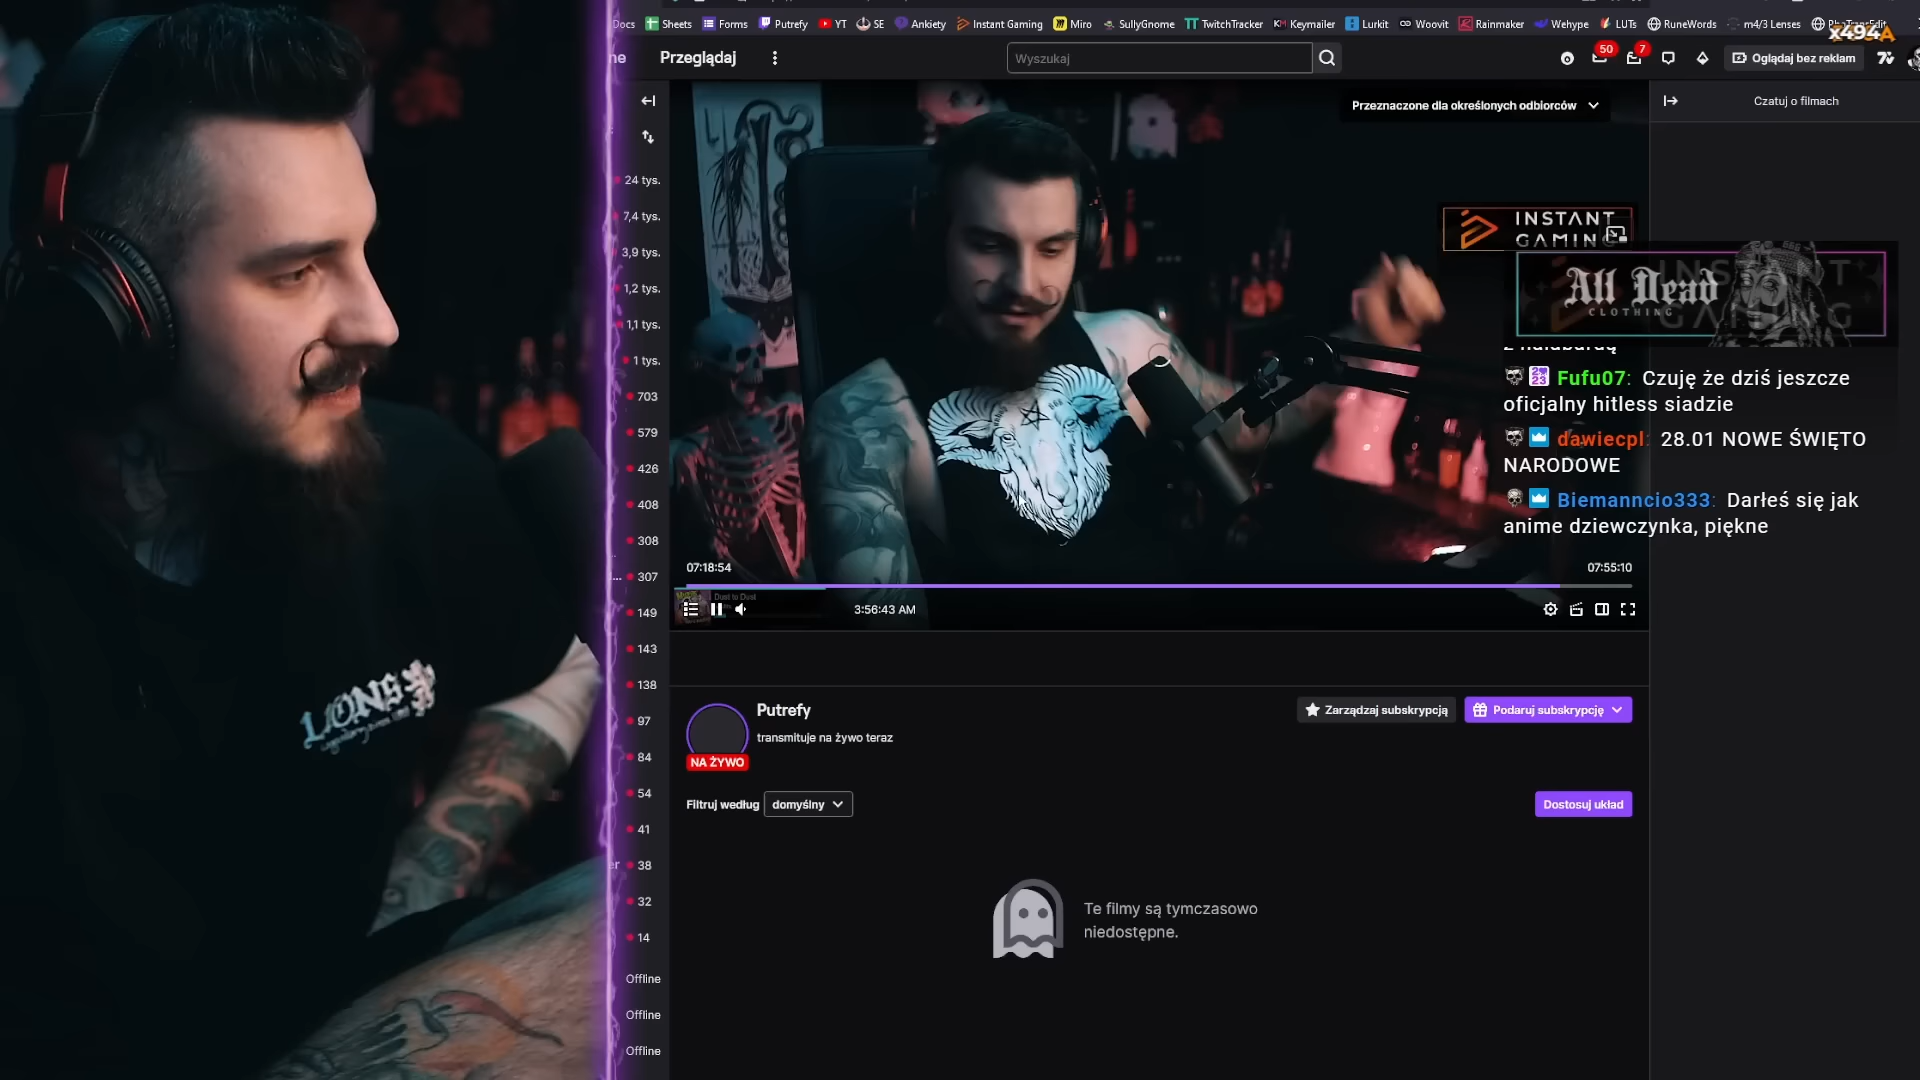 Docs Sheets Forms Putrefy YT SE Ankiety Instant Gaming Miro SullyGnome TwitchTracker Keymailer Lurkit Woovit Rainmaker Wehype LUTs RuneWords m4/3 Lenses
x494
Przeglądaj
Wyszukaj
50
7
Oglądaj bez reklam
Przeznaczone dla określonych odbiorców
Czatuj o filmach
24 tys.
7,4 tys.
3,9 tys.
1,2 tys.
1,1 tys.
1 tys.
703
579
426
408
308
307
149
143
138
97
84
54
41
38
32
14
Offline
Offline
Offline
INSTANT
GAMING
All Dead
CLOTHING
INSTANT
GAMING
Fufu07: Czuję że dziś jeszcze
oficjalny hitless siadzie
dawiecpl: 28.01 NOWE ŚWIĘTO
NARODOWE
Biemanncio333: Darłeś się jak
anime dziewczynka, piękne
07:18:54
07:55:10
Dust to Dust
3:56:43 AM
LIONS
Putrefy
transmituje na żywo teraz
NA ŻYWO
Zarządzaj subskrypcją
Podaruj subskrypcję
Filtruj według domyślny
Dostosuj układ
Te filmy są tymczasowo
niedostępne.